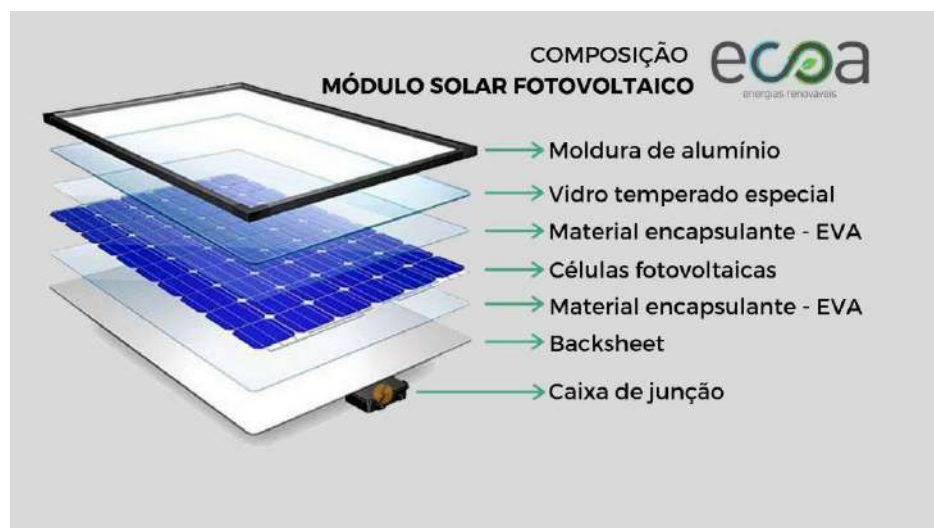 COMPOSIÇÃO
MÓDULO SOLAR FOTOVOLTAICO
ecoa
energias renováveis
Moldura de alumínio
Vidro temperado especial
Material encapsulante - EVA
Células fotovoltaicas
Material encapsulante - EVA
Backsheet
Caixa de junção